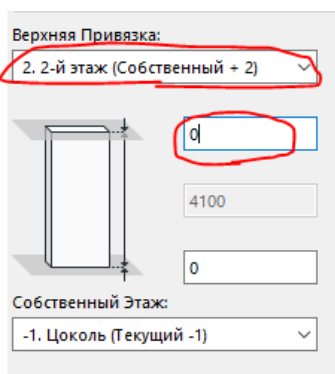 Верхняя Привязка:
2. 2-й этаж (Собственный + 2)
0
4100
0
Собственный Этаж:
-1. Цоколь (Текущий -1)